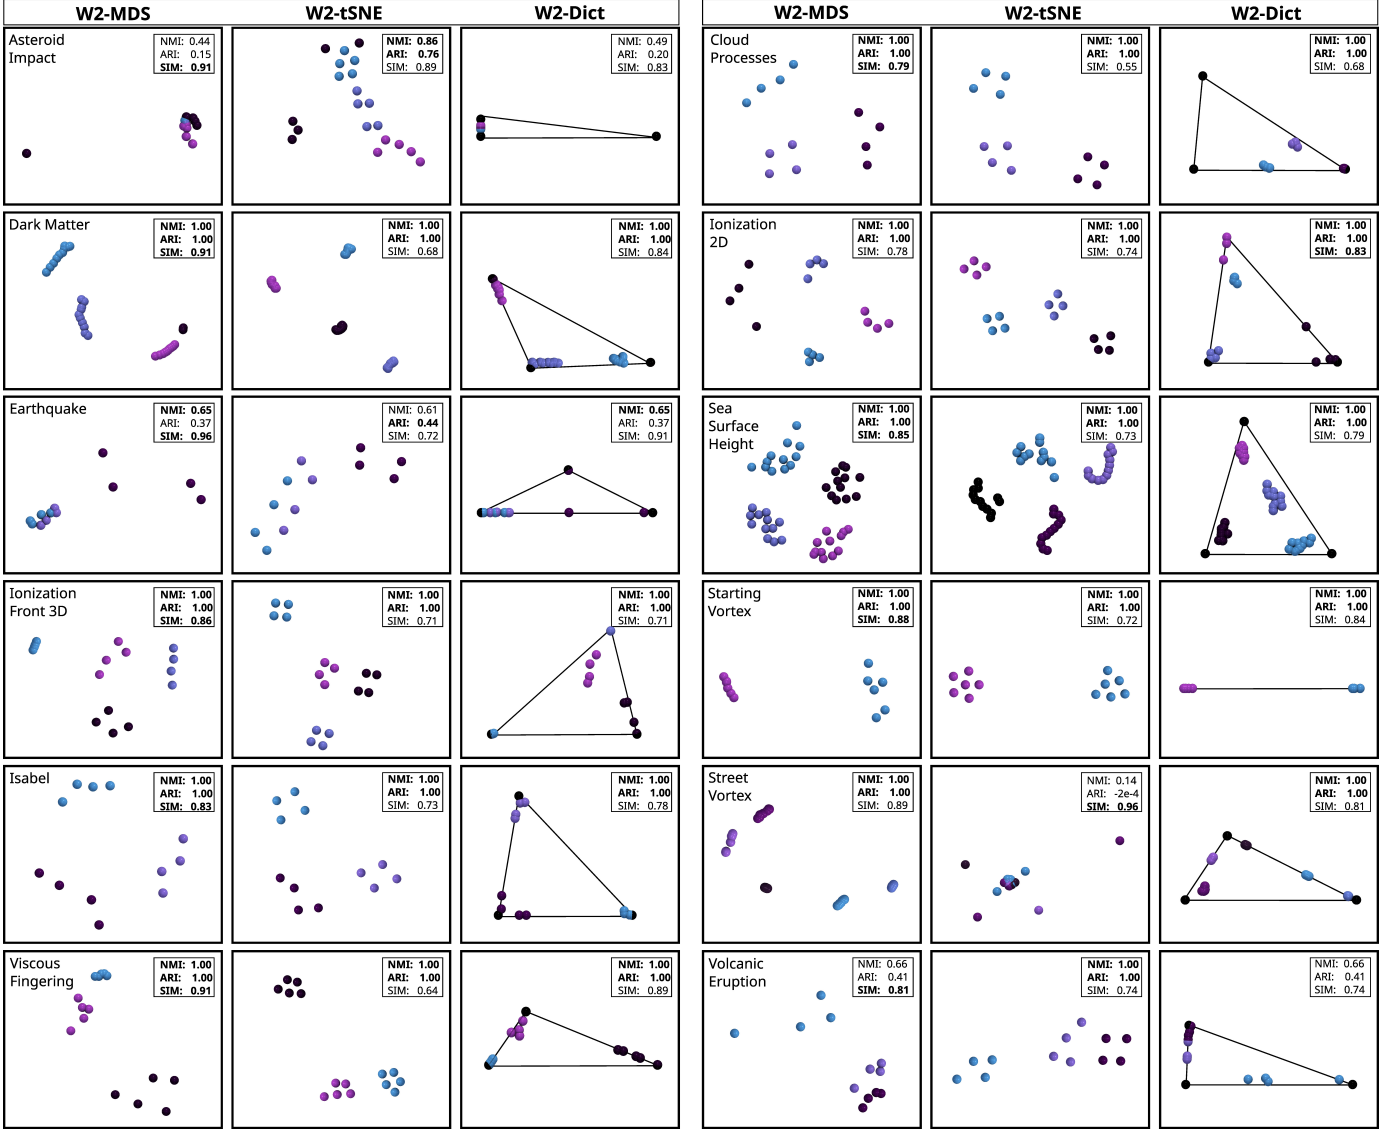 W2-MDS W2-tSNE W2-Dict W2-MDS W2-tSNE W2-Dict
Asteroid
Impact
NMI: 0.44
ARI: 0.15
SIM: 0.91
NMI: 0.86
ARI: 0.76
SIM: 0.89
NMI: 0.49
ARI: 0.20
SIM: 0.83
Cloud
Processes
NMI: 1.00
ARI: 1.00
SIM: 0.79
NMI: 1.00
ARI: 1.00
SIM: 0.55
NMI: 1.00
ARI: 1.00
SIM: 0.68
Dark Matter
NMI: 1.00
ARI: 1.00
SIM: 0.91
NMI: 1.00
ARI: 1.00
SIM: 0.68
NMI: 1.00
ARI: 1.00
SIM: 0.84
Ionization
2D
NMI: 1.00
ARI: 1.00
SIM: 0.78
NMI: 1.00
ARI: 1.00
SIM: 0.74
NMI: 1.00
ARI: 1.00
SIM: 0.83
Earthquake
NMI: 0.65
ARI: 0.37
SIM: 0.96
NMI: 0.61
ARI: 0.44
SIM: 0.72
NMI: 0.65
ARI: 0.37
SIM: 0.91
Sea
Surface
Height
NMI: 1.00
ARI: 1.00
SIM: 0.85
NMI: 1.00
ARI: 1.00
SIM: 0.73
NMI: 1.00
ARI: 1.00
SIM: 0.79
Ionization
Front 3D
NMI: 1.00
ARI: 1.00
SIM: 0.86
NMI: 1.00
ARI: 1.00
SIM: 0.71
NMI: 1.00
ARI: 1.00
SIM: 0.71
Starting
Vortex
NMI: 1.00
ARI: 1.00
SIM: 0.88
NMI: 1.00
ARI: 1.00
SIM: 0.72
NMI: 1.00
ARI: 1.00
SIM: 0.84
Isabel
NMI: 1.00
ARI: 1.00
SIM: 0.83
NMI: 1.00
ARI: 1.00
SIM: 0.73
NMI: 1.00
ARI: 1.00
SIM: 0.78
Street
Vortex
NMI: 1.00
ARI: 1.00
SIM: 0.89
NMI: 0.14
ARI: -2e-4
SIM: 0.96
NMI: 1.00
ARI: 1.00
SIM: 0.81
Viscous
Fingering
NMI: 1.00
ARI: 1.00
SIM: 0.91
NMI: 1.00
ARI: 1.00
SIM: 0.64
NMI: 1.00
ARI: 1.00
SIM: 0.89
Volcanic
Eruption
NMI: 0.66
ARI: 0.41
SIM: 0.81
NMI: 1.00
ARI: 1.00
SIM: 0.74
NMI: 0.66
ARI: 0.41
SIM: 0.74